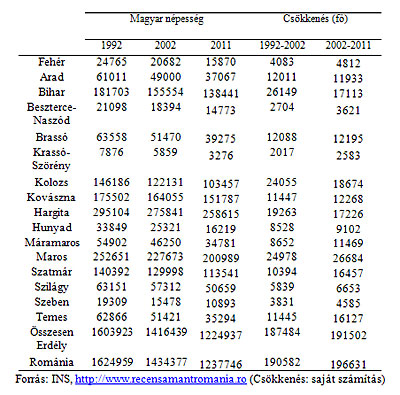 Magyar népesség Csökkenés (fő)
1992 2002 2011 1992-2002 2002-2011
Fehér 24765 20682 15870 4083 4812
Arad 61011 49000 37067 12011 11933
Bihar 181703 155554 138441 26149 17113
Beszterce-
Naszód 21098 18394 14773 2704 3621
Brassó 63558 51470 39275 12088 12195
Krassó-
Szörény 7876 5859 3276 2017 2583
Kolozs 146186 122131 103457 24055 18674
Kovászna 175502 164055 151787 11447 12268
Hargita 295104 275841 258615 19263 17226
Hunyad 33849 25321 16219 8528 9102
Máramaros 54902 46250 34781 8652 11469
Maros 252651 227673 200989 24978 26684
Szatmár 140392 129998 113541 10394 16457
Szilágy 63151 57312 50659 5839 6653
Szeben 19309 15478 10893 3831 4585
Temes 62866 51421 35294 11445 16127
Összesen
Erdély 1603923 1416439 1224937 187484 191502
Románia 1624959 1434377 1237746 190582 196631
Forrás: INS, http://www.recensamantromania.ro (Csökkenés: saját számítás)